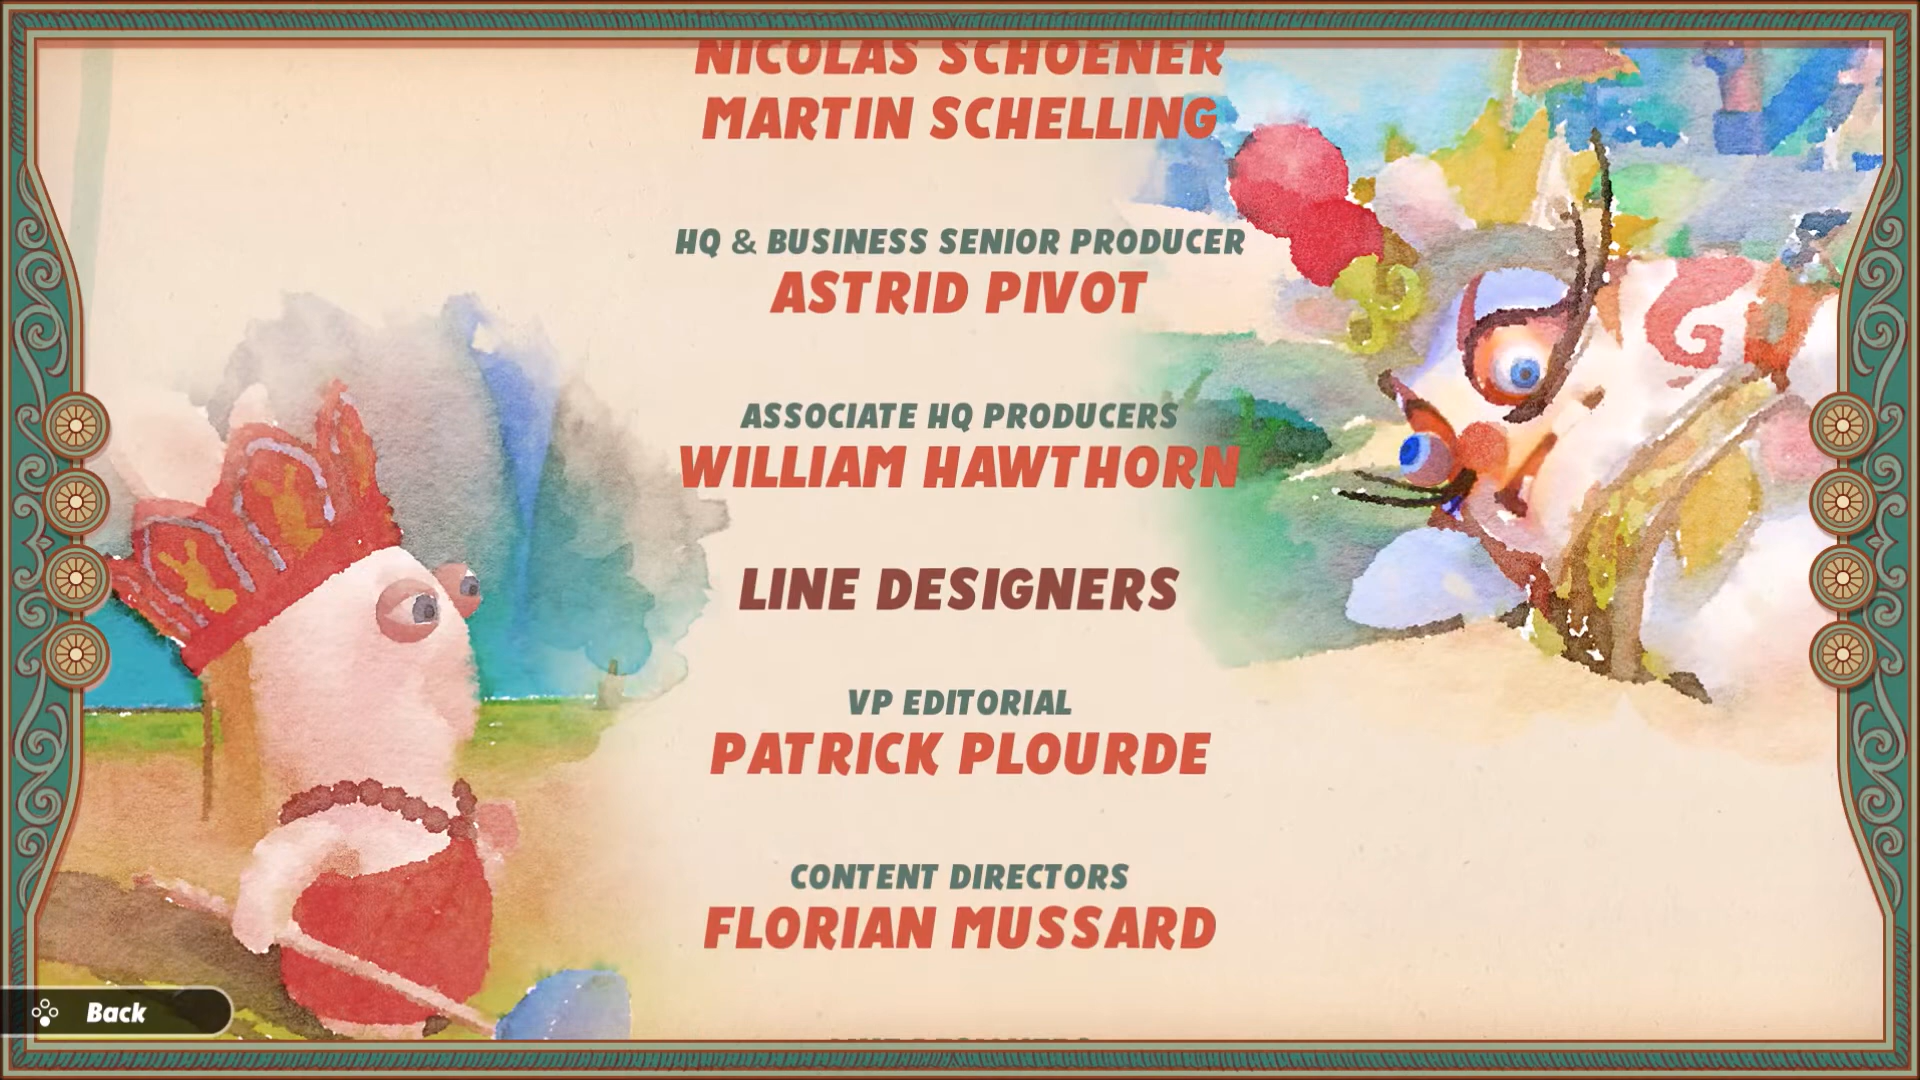 NICOLAS SCHOENER
MARTIN SCHELLING
HQ & BUSINESS SENIOR PRODUCER
ASTRID PIVOT
ASSOCIATE HQ PRODUCERS
WILLIAM HAWTHORN
LINE DESIGNERS
VP EDITORIAL
PATRICK PLOURDE
CONTENT DIRECTORS
FLORIAN MUSSARD
Back